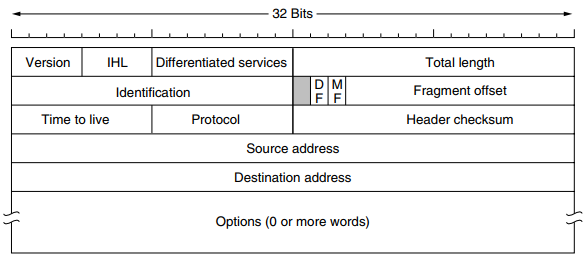 32 Bits
Version IHL Differentiated services Total length
Identification D F M F Fragment offset
Time to live Protocol Header checksum
Source address
Destination address
Options (0 or more words)